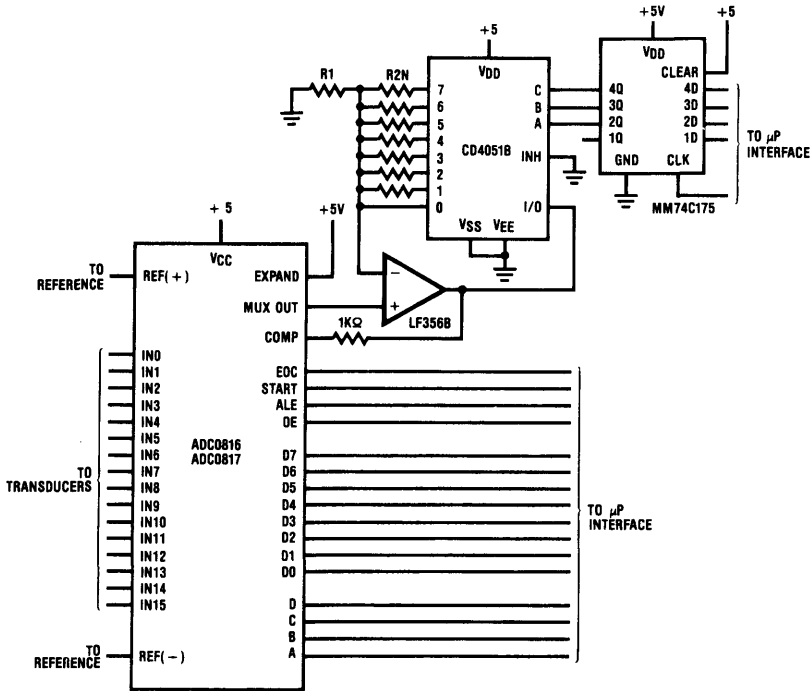 +5
+5V
+5
VDD
VDD
CLEAR
R1
R2N
7
6
5
4
3
2
1
0
C
B
A
CD4051B
INH
I/O
VSS
VEE
4Q
3Q
2Q
1Q
4D
3D
2D
1D
GND
CLK
MM74C175
TO μP
INTERFACE
+ 5
+5V
VCC
TO
REFERENCE
REF(+)
EXPAND
MUX OUT
COMP
1KΩ
−
+
LF356B
IN0
IN1
IN2
IN3
IN4
IN5
IN6
IN7
IN8
IN9
IN10
IN11
IN12
IN13
IN14
IN15
TO
TRANSDUCERS
ADC0816
ADC0817
EOC
START
ALE
OE
D7
D6
D5
D4
D3
D2
D1
D0
D
C
B
A
TO μP
INTERFACE
TO
REFERENCE
REF(−)